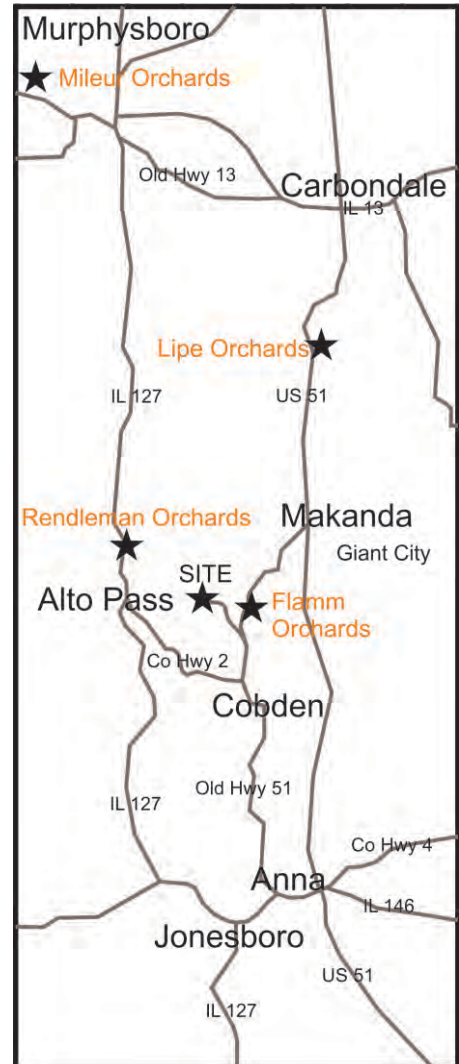 Murphysboro
Mileur Orchards
Old Hwy 13
Carbondale
IL 13
Lipe Orchards
IL 127
US 51
Rendleman Orchards
Makanda
Giant City
SITE
Alto Pass
Flamm
Orchards
Co Hwy 2
Cobden
Old Hwy 51
IL 127
Co Hwy 4
Anna
IL 146
Jonesboro
US 51
IL 127